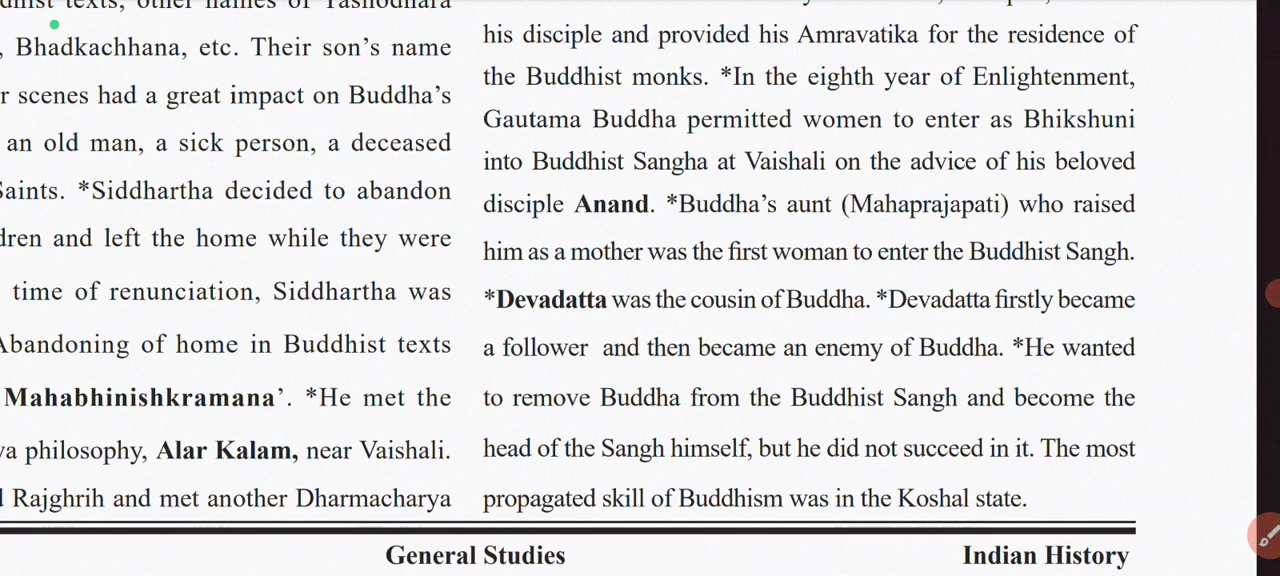 , Bhadkachhana, etc. Their son's name
r scenes had a great impact on Buddha's
an old man, a sick person, a deceased
Saints. *Siddhartha decided to abandon
dren and left the home while they were
time of renunciation, Siddhartha was
Abandoning of home in Buddhist texts
Mahabhinishkramana'. *He met the
ya philosophy, Alar Kalam, near Vaishali.
Rajghrih and met another Dharmacharya
his disciple and provided his Amravatika for the residence of
the Buddhist monks. *In the eighth year of Enlightenment,
Gautama Buddha permitted women to enter as Bhikshuni
into Buddhist Sangha at Vaishali on the advice of his beloved
disciple Anand. *Buddha's aunt (Mahaprajapati) who raised
him as a mother was the first woman to enter the Buddhist Sangh.
*Devadatta was the cousin of Buddha. *Devadatta firstly became
a follower and then became an enemy of Buddha. *He wanted
to remove Buddha from the Buddhist Sangh and become the
head of the Sangh himself, but he did not succeed in it. The most
propagated skill of Buddhism was in the Koshal state.
General Studies
Indian History